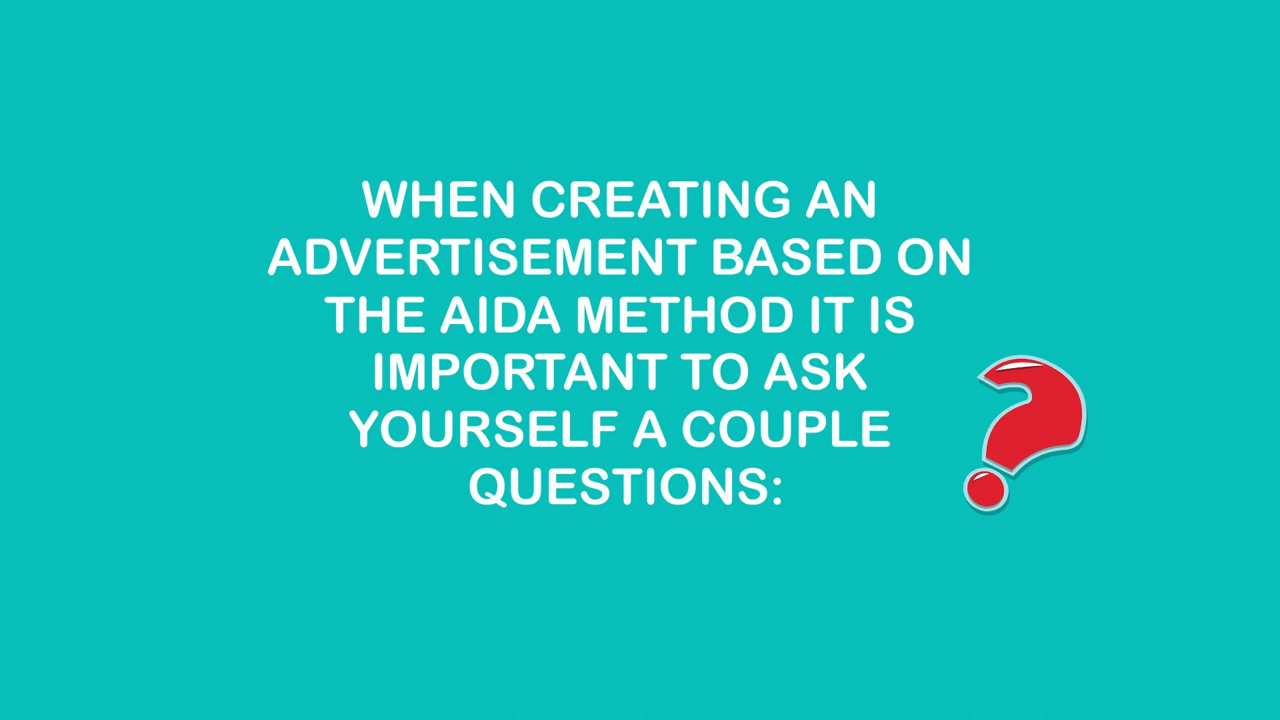 WHEN CREATING AN
ADVERTISEMENT BASED ON
THE AIDA METHOD IT IS
IMPORTANT TO ASK
YOURSELF A COUPLE
QUESTIONS:
?